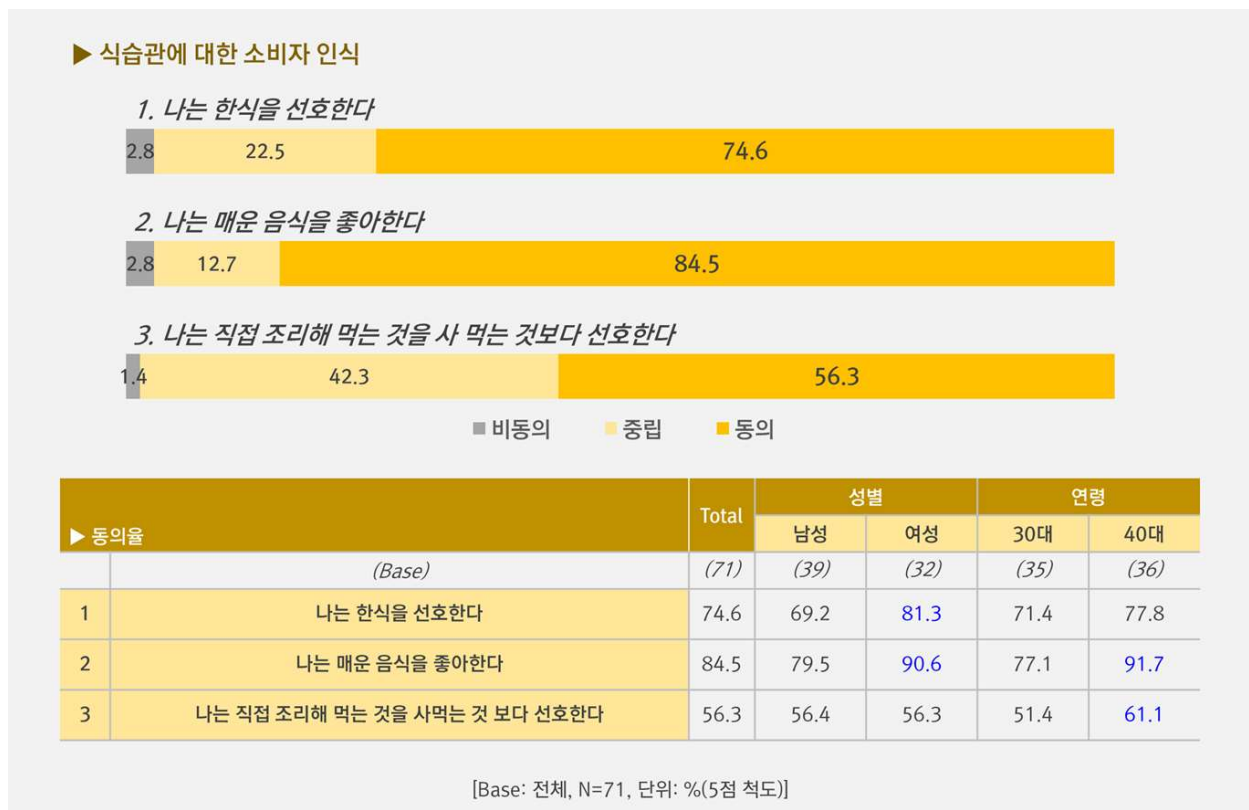 ▶ 식습관에 대한 소비자 인식
1. 나는 한식을 선호한다
2.8 22.5 74.6
2. 나는 매운 음식을 좋아한다
2.8 12.7 84.5
3. 나는 직접 조리해 먹는 것을 사 먹는 것보다 선호한다
1.4 42.3 56.3
■ 비동의 ■ 중립 ■ 동의
▶ 동의율 Total 성별 연령
남성 여성 30대 40대
(Base) (71) (39) (32) (35) (36)
1 나는 한식을 선호한다 74.6 69.2 81.3 71.4 77.8
2 나는 매운 음식을 좋아한다 84.5 79.5 90.6 77.1 91.7
3 나는 직접 조리해 먹는 것을 사먹는 것 보다 선호한다 56.3 56.4 56.3 51.4 61.1
[Base: 전체, N=71, 단위: %(5점 척도)]